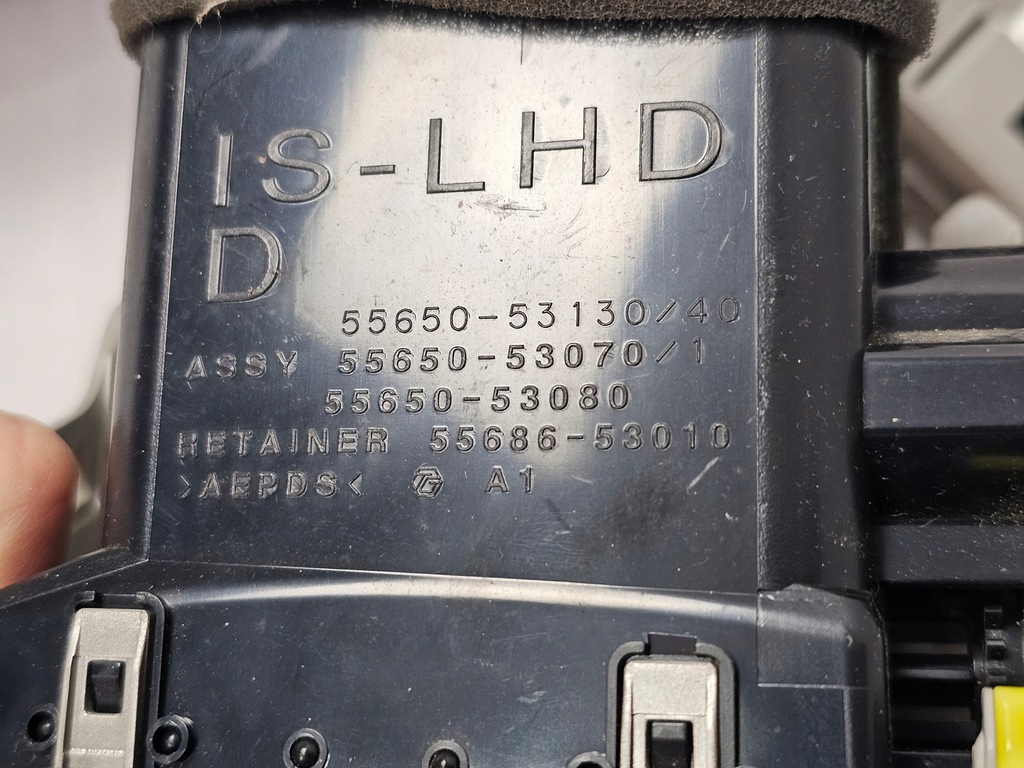 IS-LHD
D
55650-53130/40
ASSY 55650-53070/1
55650-53080
RETAINER 55686-53010
>AEPDS< A1